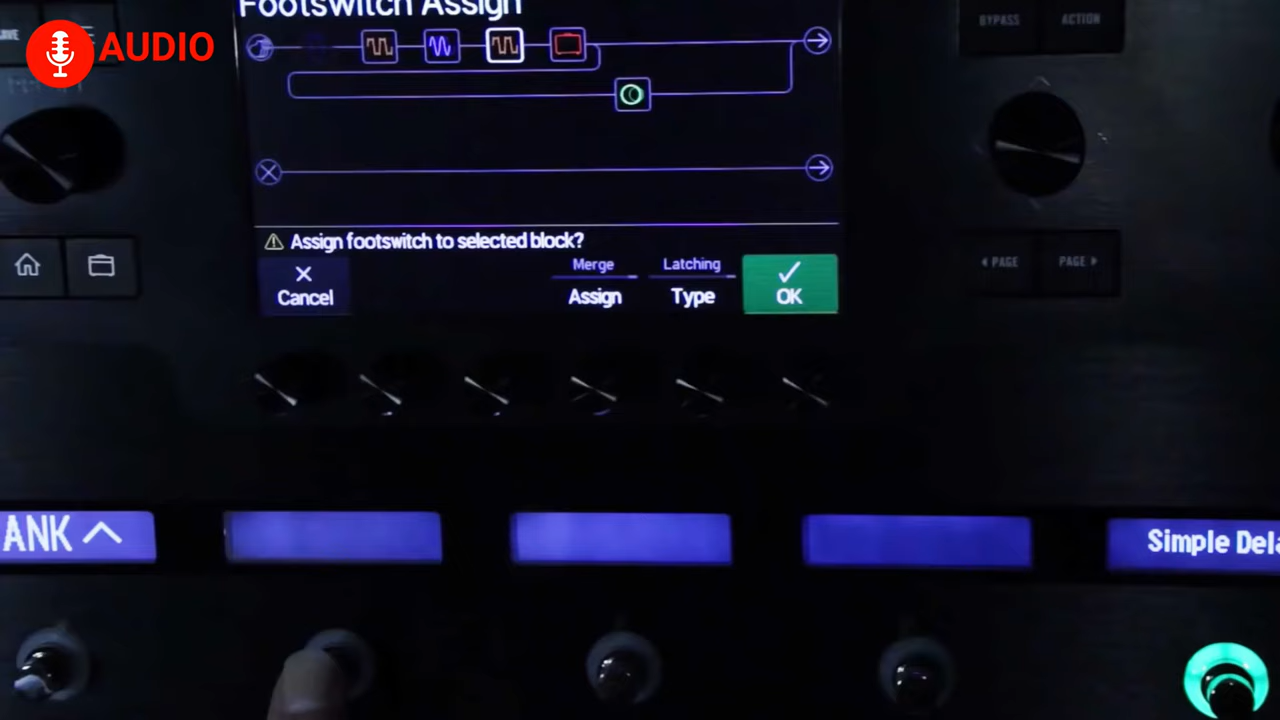 Footswitch Assign
BYPASS
ACTION
AUDIO
Assign footswitch to selected block?
Merge
Latching
Cancel
Assign
Type
OK
PAGE
PAGE
ANK
Simple Dela